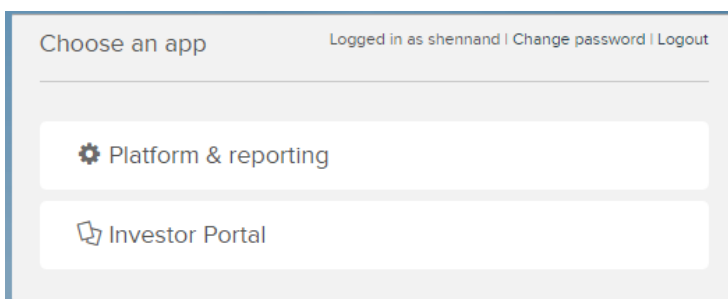 Choose an app
Logged in as shennand | Change password | Logout
Platform & reporting
Investor Portal